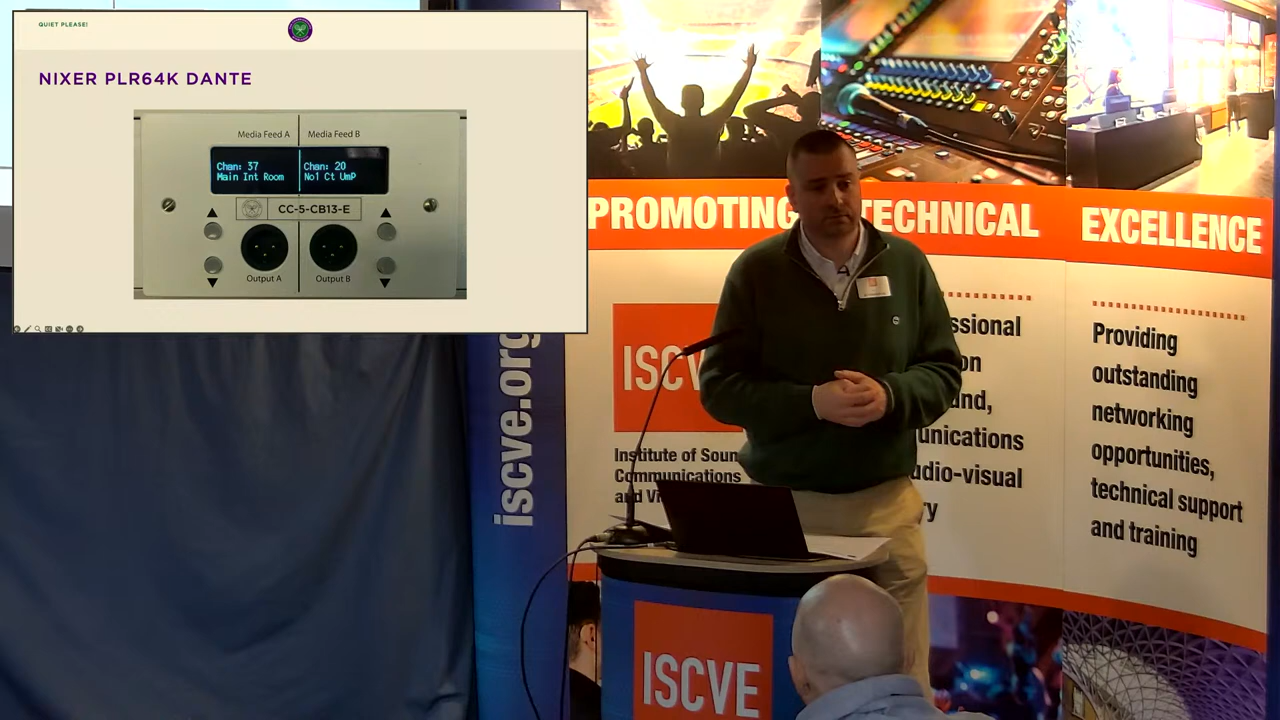 QUIET PLEASE!
NIXER PLR64K DANTE
Media Feed A
Media Feed B
Chan: 37
Main Int Room
Chan: 20
No1 Ct UmP
CC-5-CB13-E
Output A
Output B
PROMOTING TECHNICAL EXCELLENCE
iscve.org
ISCV
Institute of Soun
Communications
and Vi
ssional
on
und,
unications
udio-visual
ry
Providing
outstanding
networking
opportunities,
technical support
and training
ISCVE